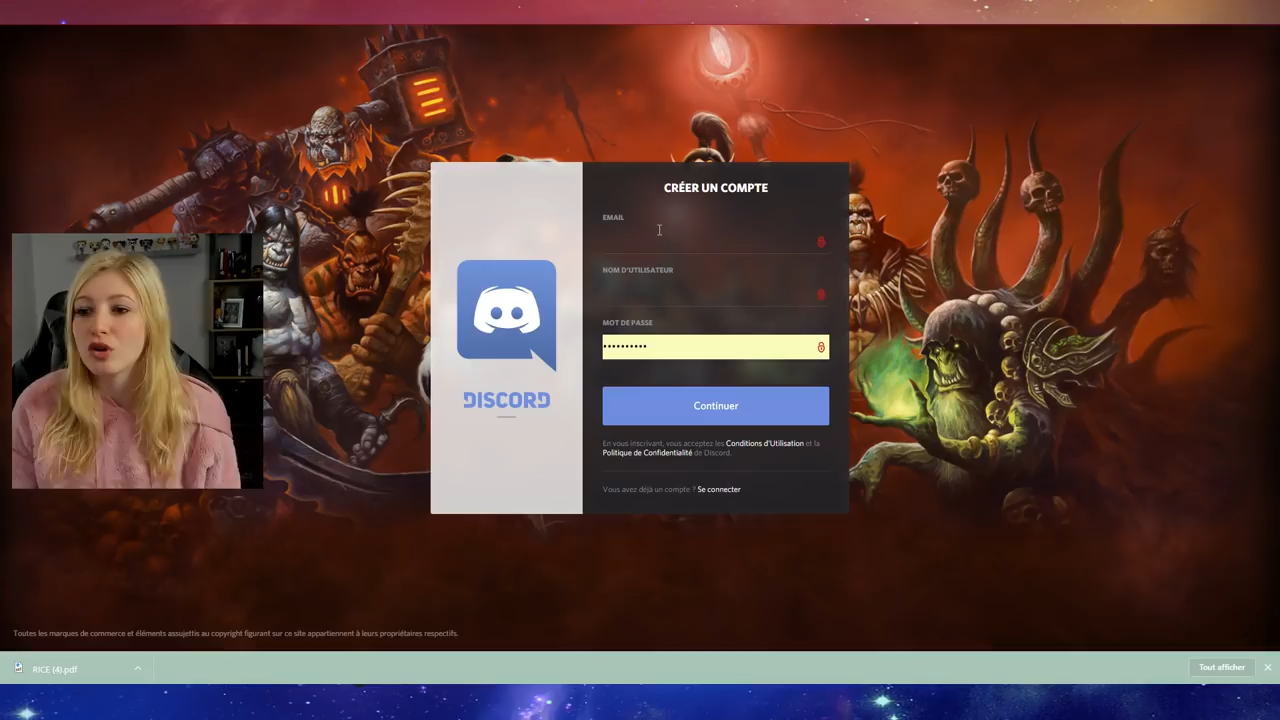 CRÉER UN COMPTE
EMAIL
NOM D'UTILISATEUR
MOT DE PASSE
••••••••••
Continuer
En vous inscrivant, vous acceptez les Conditions d'Utilisation et la
Politique de Confidentialité de Discord.
Vous avez déjà un compte ? Se connecter
DISCORD
Toutes les marques de commerce et éléments assujettis au copyright figurant sur ce site appartiennent à leurs propriétaires respectifs.
RICE (4).pdf
Tout afficher